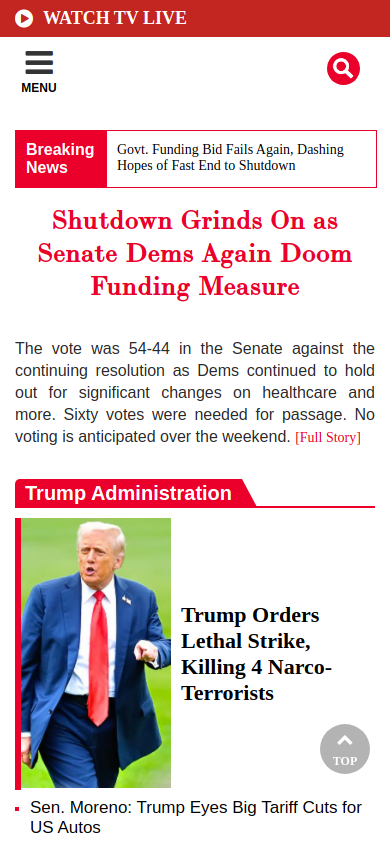 WATCH TV LIVE
MENU
Breaking
News
Govt. Funding Bid Fails Again, Dashing
Hopes of Fast End to Shutdown
Shutdown Grinds On as
Senate Dems Again Doom
Funding Measure
The vote was 54-44 in the Senate against the
continuing resolution as Dems continued to hold
out for significant changes on healthcare and
more. Sixty votes were needed for passage. No
voting is anticipated over the weekend. [Full Story]
Trump Administration
Trump Orders
Lethal Strike,
Killing 4 Narco-
Terrorists
TOP
Sen. Moreno: Trump Eyes Big Tariff Cuts for
US Autos